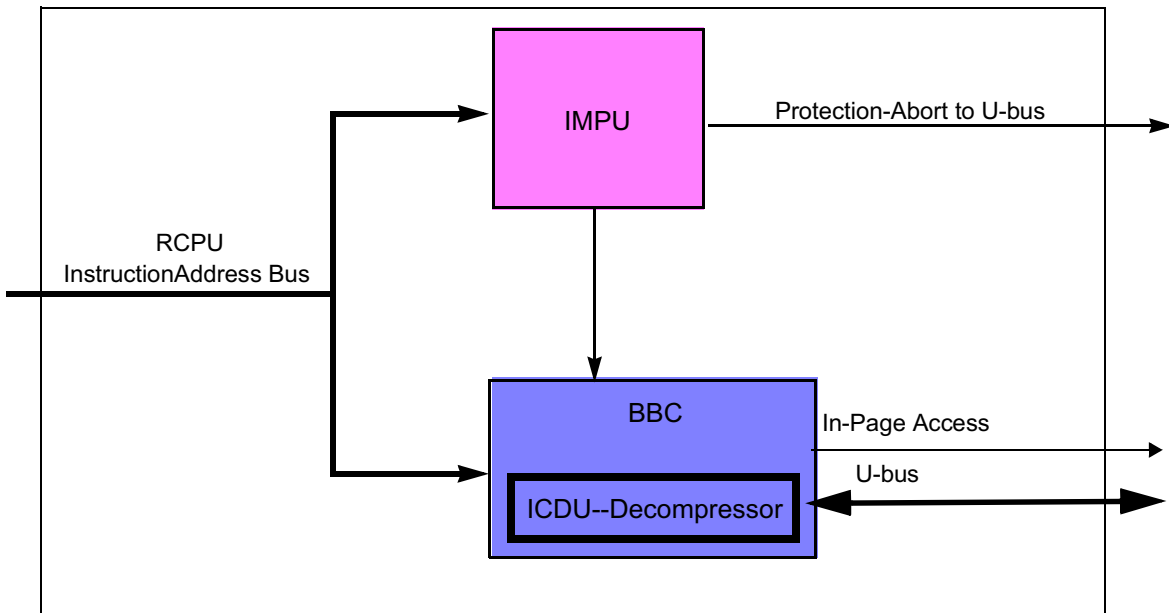 IMPU
Protection-Abort to U-bus
RCPU
InstructionAddress Bus
BBC
In-Page Access
U-bus
ICDU--Decompressor